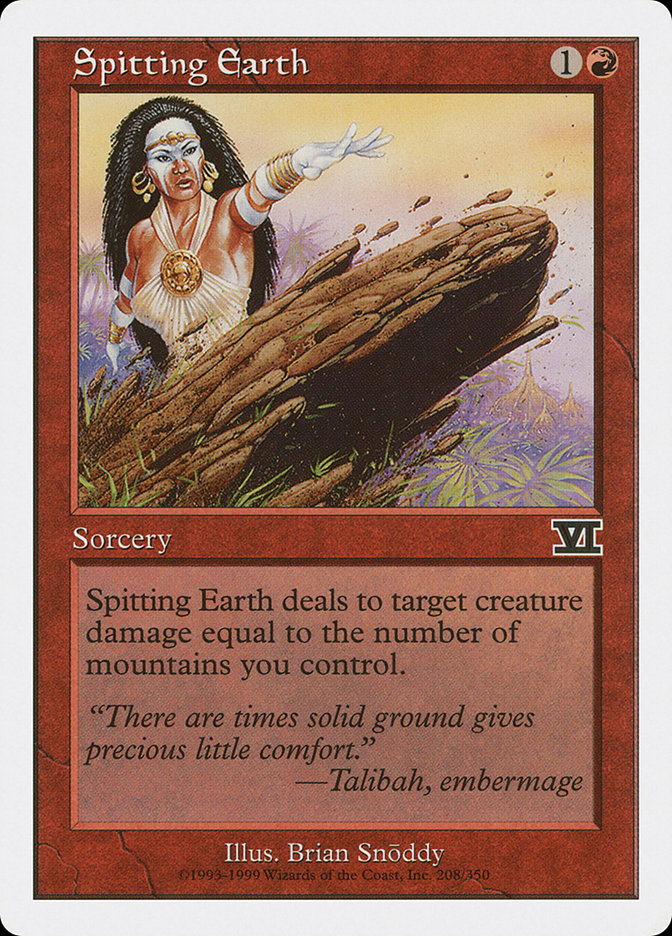 Spitting Earth
1
Sorcery
VI
Spitting Earth deals to target creature
damage equal to the number of
mountains you control.
“There are times solid ground gives
precious little comfort.”
—Talibah, embermage
Illus. Brian Snōddy
©1993–1999 Wizards of the Coast, Inc. 208/350